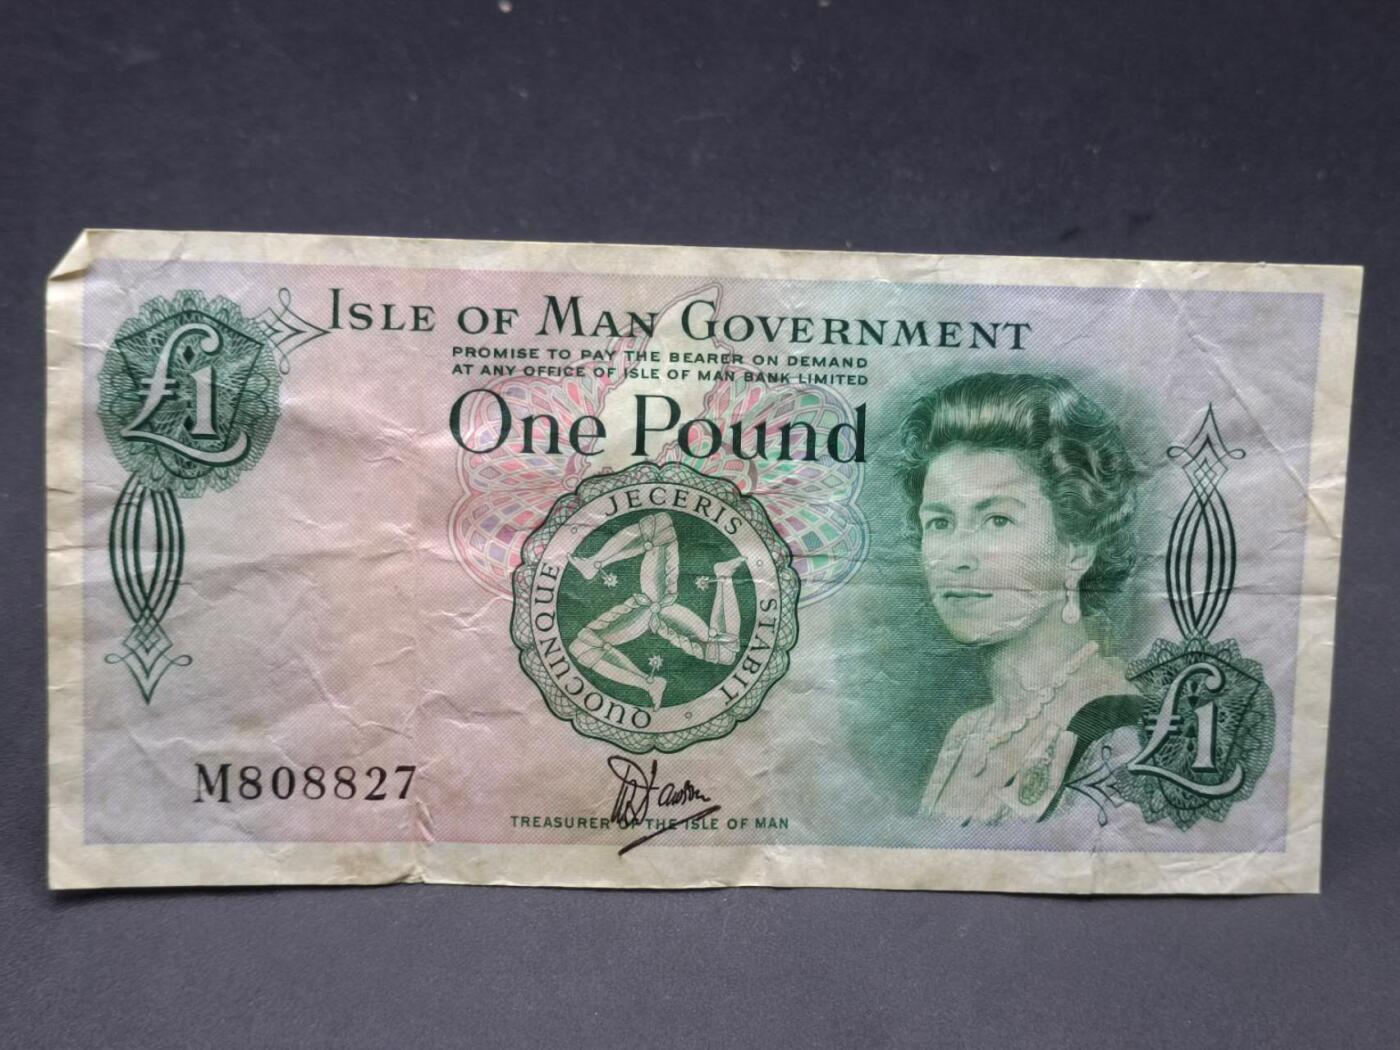 £1
ISLE OF MAN GOVERNMENT
PROMISE TO PAY THE BEARER ON DEMAND
AT ANY OFFICE OF ISLE OF MAN BANK LIMITED
One Pound
QUOCUNQUE JECERIS STABIT
£1
M808827
TREASURER OF THE ISLE OF MAN